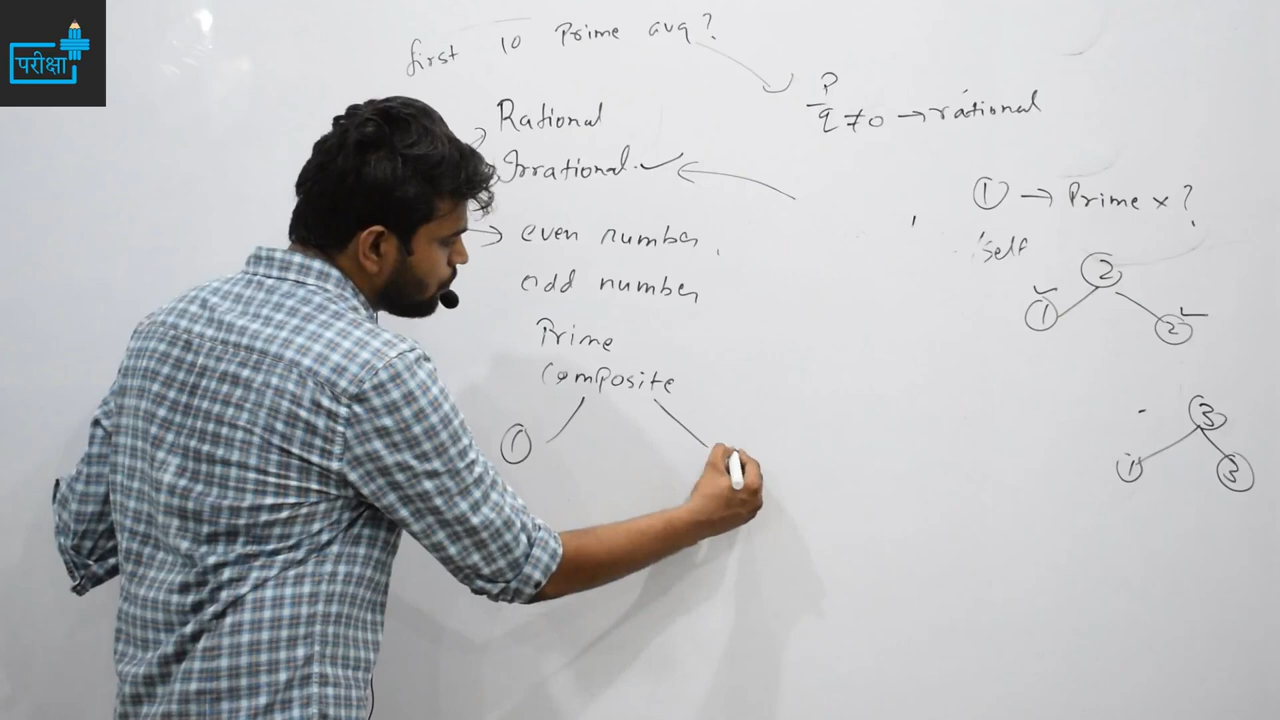 परीक्षा
first 10 Prime avg?
P
q ≠ 0 → rational
Rational
Irrational. ✓
① → Prime × ?
self
even number,
odd number
②
① ②
Prime
Composite
①
③
① ③